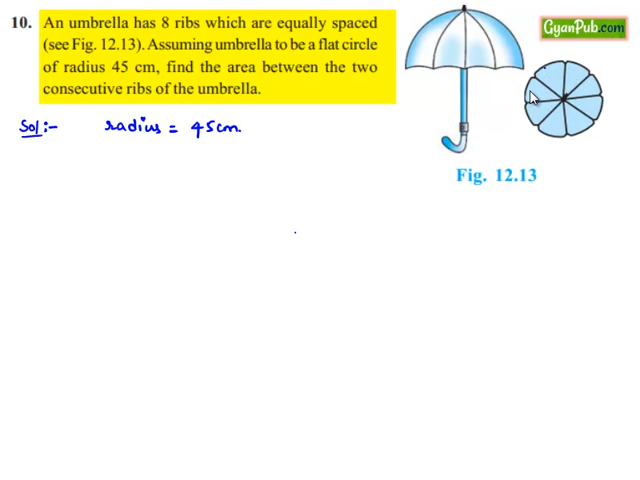 10. An umbrella has 8 ribs which are equally spaced
(see Fig. 12.13). Assuming umbrella to be a flat circle
of radius 45 cm, find the area between the two
consecutive ribs of the umbrella.
GyanPub.com
Sol:- radius = 45cm.
Fig. 12.13